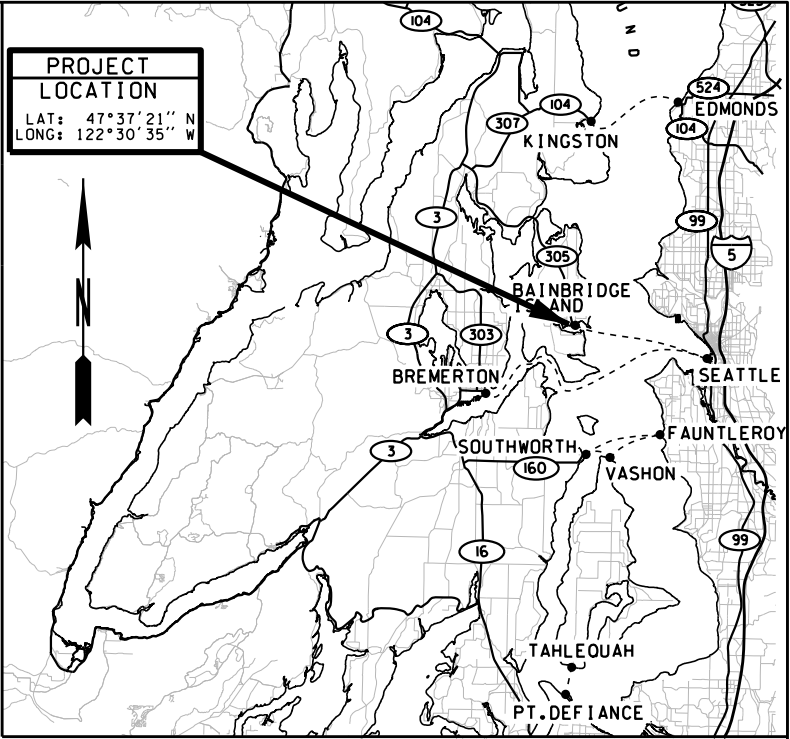 104
UND
PROJECT
LOCATION
LAT: 47°37'21" N
LONG: 122°30'35" W
524
EDMONDS
104
104
307
KINGSTON
3
99
5
305
N
BAINBRIDGE
ISLAND
3
303
BREMERTON
SEATTLE
FAUNTLEROY
SOUTHWORTH
3
160
VASHON
99
16
TAHLEQUAH
PT.DEFIANCE